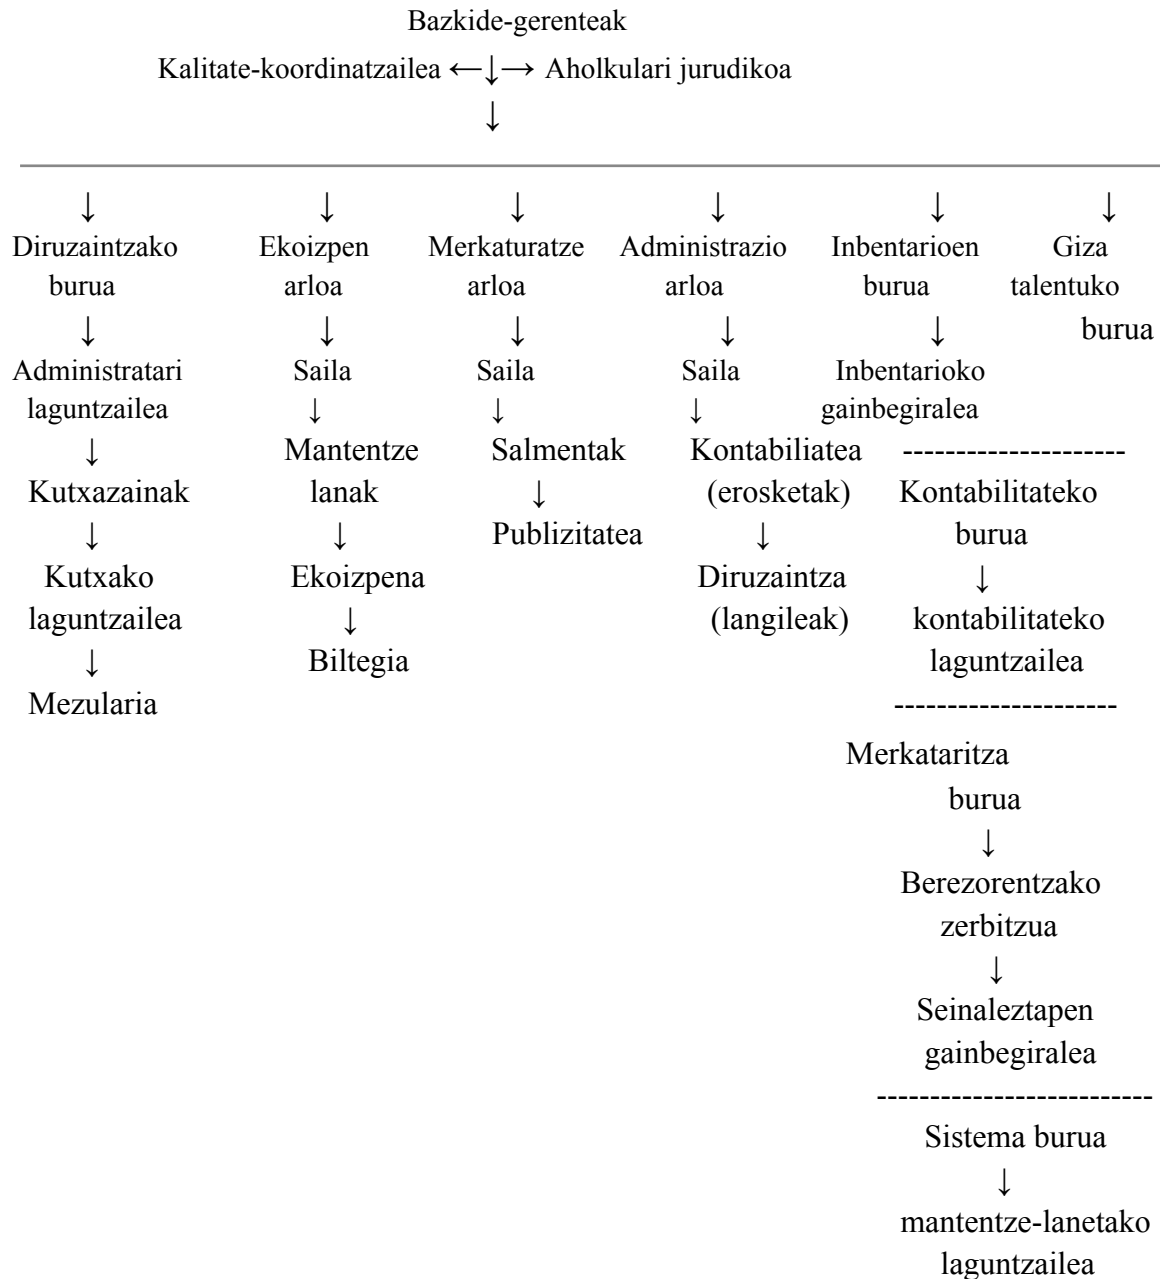 Bazkide-gerenteak
Kalitate-koordinatzailea ←↓→ Aholkulari jurudikoa
↓
↓ ↓ ↓ ↓ ↓ ↓
Diruzaintzako Ekoizpen Merkaturatze Administrazio Inbentarioen Giza
burua arloa arloa arloa burua talentuko
↓ ↓ ↓ ↓ ↓ burua
Administratari Saila Saila Saila Inbentarioko
laguntzailea ↓ ↓ ↓ gainbegiralea
↓ Mantentze Salmentak Kontabiliatea ---------------------
Kutxazainak lanak ↓ (erosketak) Kontabilitateko
↓ ↓ Publizitatea ↓ burua
Kutxako Ekoizpena Diruzaintza ↓
laguntzailea ↓ (langileak) kontabilitateko
↓ Biltegia laguntzailea
Mezularia ---------------------
Merkataritza
burua
↓
Berezorentzako
zerbitzua
↓
Seinaleztapen
gainbegiralea
--------------------------
Sistema burua
↓
mantentze-lanetako
laguntzailea